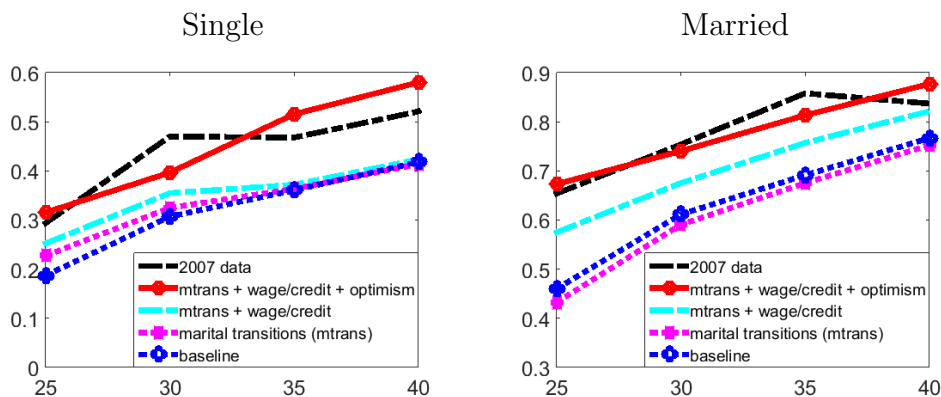 Single
0.6
0.5
0.4
0.3
0.2
0.1
0
25
30
35
40
2007 data
mtrans + wage/credit + optimism
mtrans + wage/credit
marital transitions (mtrans)
baseline
Married
0.9
0.8
0.7
0.6
0.5
0.4
0.3
25
30
35
40
2007 data
mtrans + wage/credit + optimism
mtrans + wage/credit
marital transitions (mtrans)
baseline